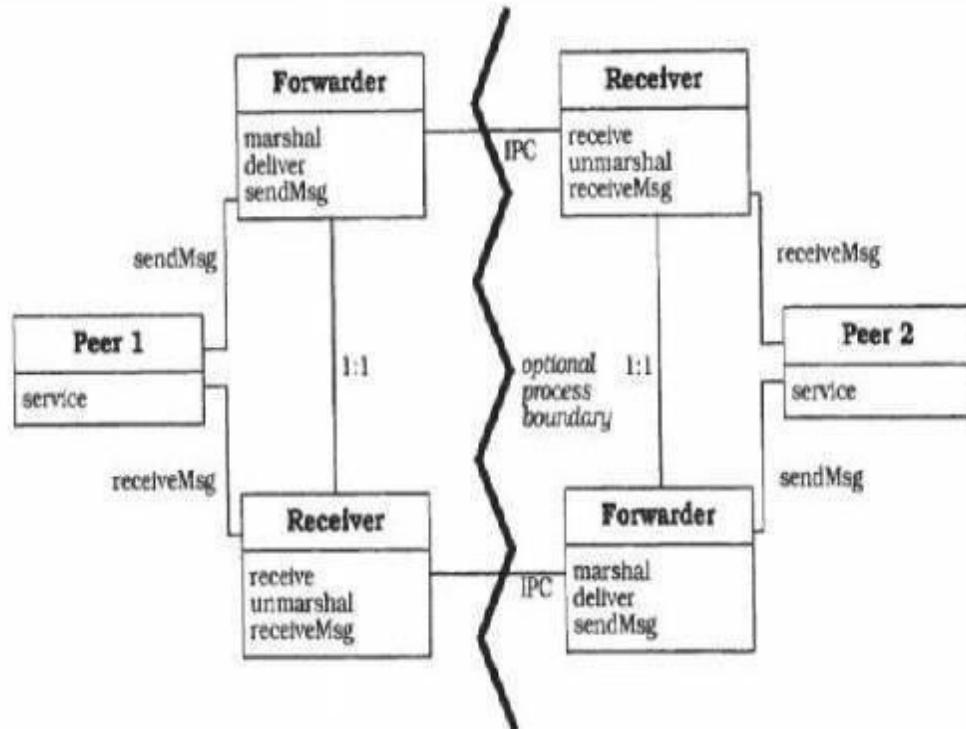 Forwarder
marshal
deliver
sendMsg
Receiver
receive
unmarshal
receiveMsg
IPC
sendMsg
receiveMsg
Peer 1
service
1:1
optional
process
boundary
1:1
Peer 2
service
receiveMsg
sendMsg
Receiver
receive
unmarshal
receiveMsg
IPC
Forwarder
marshal
deliver
sendMsg